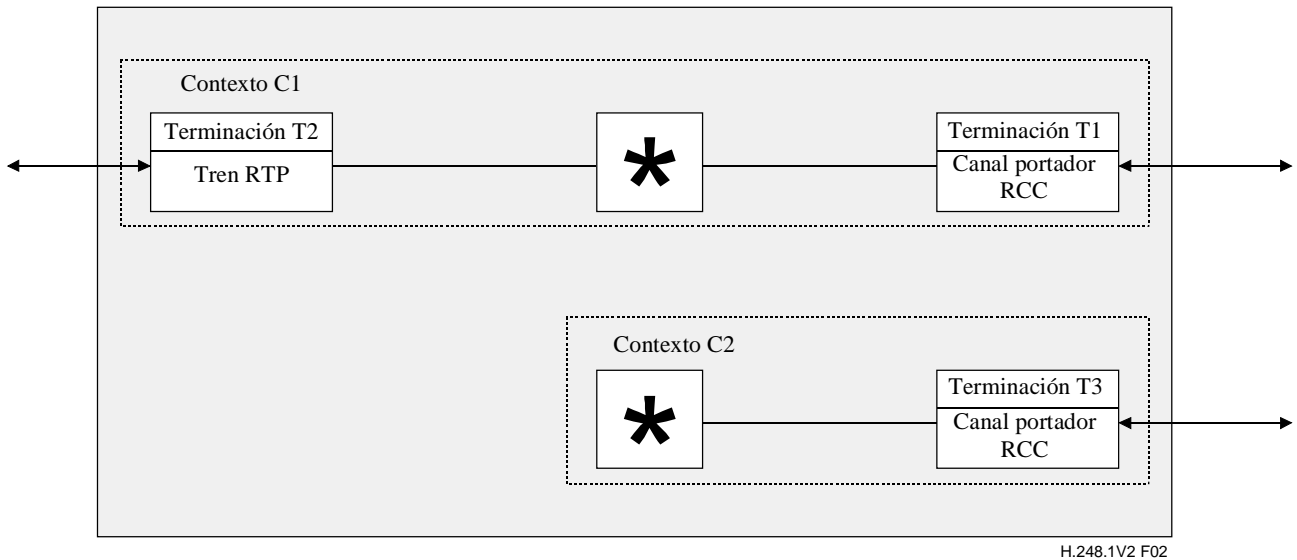 Contexto C1
Terminación T2
Tren RTP
*
Terminación T1
Canal portador
RCC
Contexto C2
*
Terminación T3
Canal portador
RCC
H.248.1V2 F02